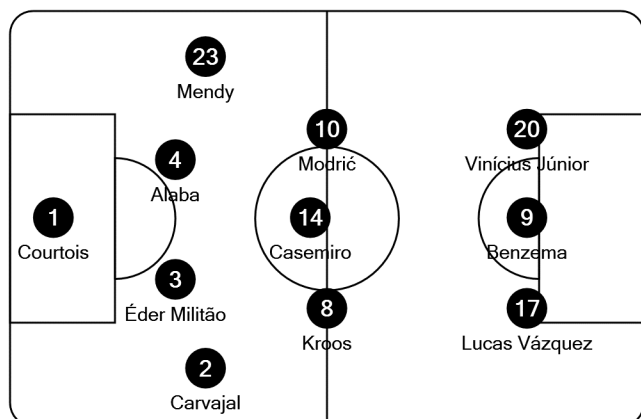 23
Mendy
10
Modrić
20
Vinícius Júnior
4
Alaba
1
Courtois
14
Casemiro
9
Benzema
3
Éder Militão
8
Kroos
17
Lucas Vázquez
2
Carvajal